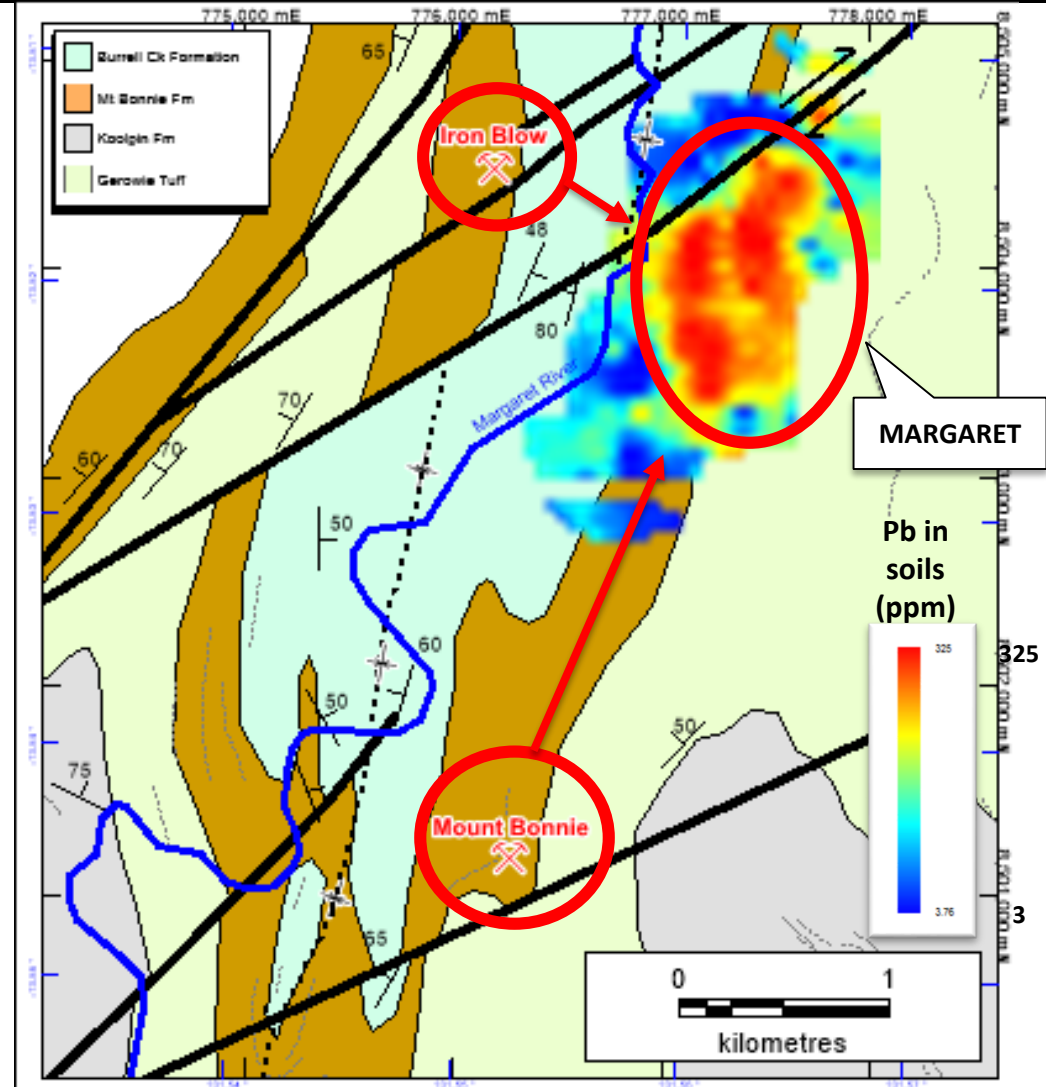 775,000 mE
776,000 mE
777,000 mE
778,000 mE
Burrell Ck Formation
Mt Bonnie Fm
Koolgin Fm
Gerowie Tuff
65
Iron Blow
48
80
Margaret River
MARGARET
70
60
70
50
Pb in
soils
(ppm)
325
325
60
50
50
75
Mount Bonnie
65
3.76
3
0
1
kilometres